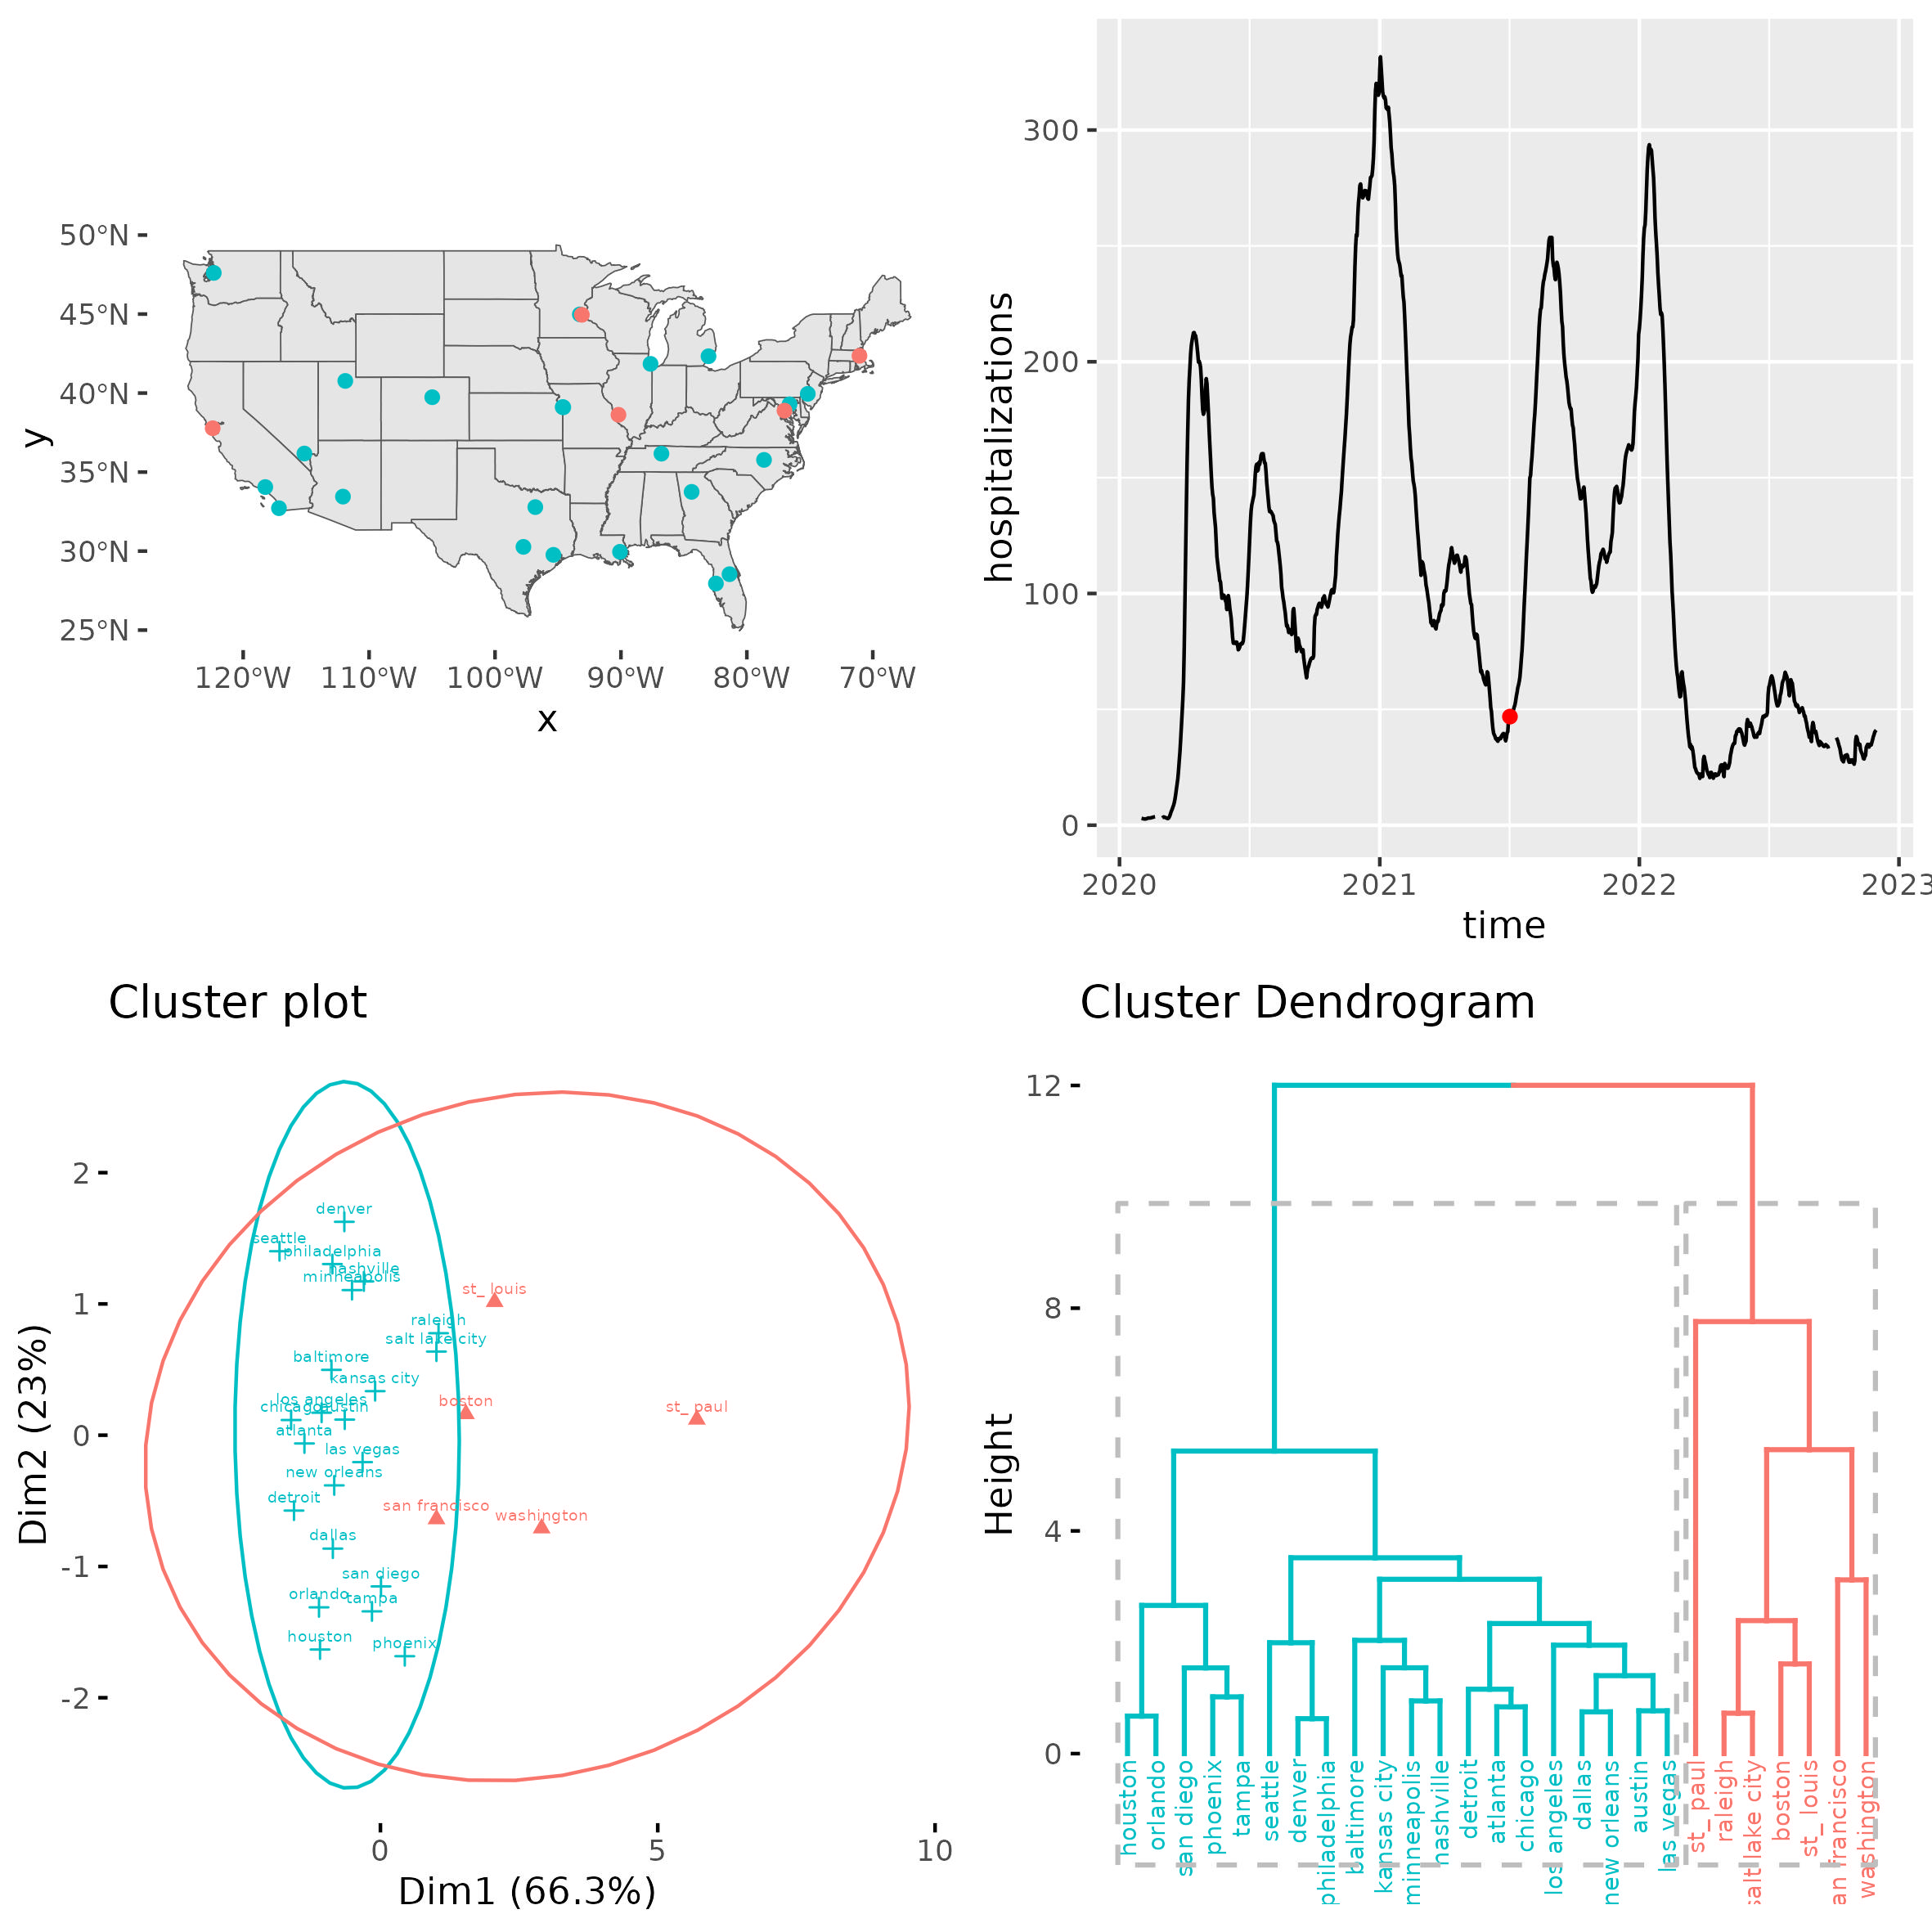 50°N
45°N
40°N
35°N
30°N
25°N
y
120°W 110°W 100°W 90°W 80°W 70°W
x
300
200
100
0
hospitalizations
2020 2021 2022 2023
time
Cluster plot
2
1
0
-1
-2
Dim2 (23%)
denver
seattle
philadelphia
nashville
minneapolis
st_louis
raleigh
salt lake city
baltimore
kansas city
los angeles
chicago austin
boston
st_paul
atlanta
las vegas
new orleans
detroit
san francisco
washington
dallas
san diego
orlando
tampa
houston
phoenix
0 5 10
Dim1 (66.3%)
Cluster Dendrogram
12
8
4
0
Height
houston
orlando
san diego
phoenix
tampa
seattle
denver
philadelphia
baltimore
kansas city
minneapolis
nashville
detroit
atlanta
chicago
los angeles
dallas
new orleans
austin
las vegas
st_paul
raleigh
salt lake city
boston
st_louis
an francisco
washington